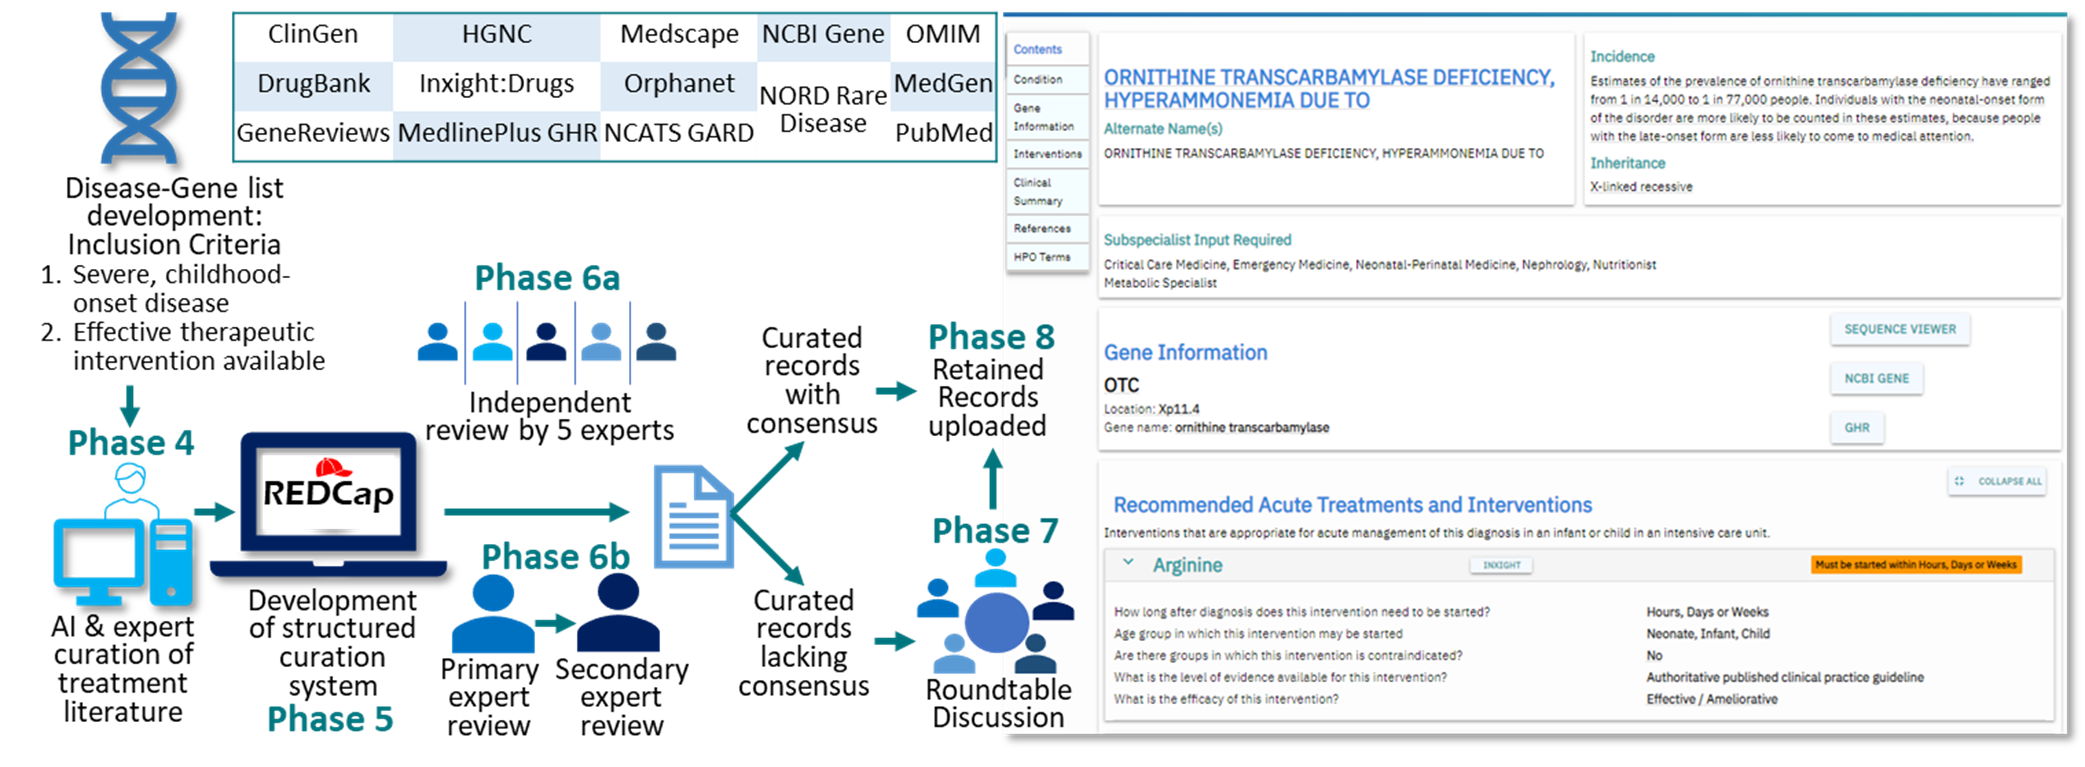 ClinGen HGNC Medscape NCBI Gene OMIM
DrugBank Inxight:Drugs Orphanet NORD Rare Disease MedGen
GeneReviews MedlinePlus GHR NCATS GARD PubMed
Disease-Gene list
development:
Inclusion Criteria
1. Severe, childhood-
onset disease
2. Effective therapeutic
intervention available
Phase 4
AI & expert
curation of
treatment
literature
REDCap
Development
of structured
curation
system
Phase 5
Phase 6a
Independent
review by 5 experts
Phase 6b
Primary
expert
review
Secondary
expert
review
Curated
records
with
consensus
Curated
records
lacking
consensus
Phase 8
Retained
Records
uploaded
Phase 7
Roundtable
Discussion
Contents
Condition
Gene
Information
Interventions
Clinical
Summary
References
HPO Terms
ORNITHINE TRANSCARBAMYLASE DEFICIENCY,
HYPERAMMONEMIA DUE TO
Alternate Name(s)
ORNITHINE TRANSCARBAMYLASE DEFICIENCY, HYPERAMMONEMIA DUE TO
Incidence
Estimates of the prevalence of ornithine transcarbamylase deficiency have ranged
from 1 in 14,000 to 1 in 77,000 people. Individuals with the neonatal-onset form
of the disorder are more likely to be counted in these estimates, because people
with the late-onset form are less likely to come to medical attention.
Inheritance
X-linked recessive
Subspecialist Input Required
Critical Care Medicine, Emergency Medicine, Neonatal-Perinatal Medicine, Nephrology, Nutritionist
Metabolic Specialist
Gene Information
OTC
Location: Xp11.4
Gene name: ornithine transcarbamylase
SEQUENCE VIEWER
NCBI GENE
GHR
COLLAPSE ALL
Recommended Acute Treatments and Interventions
Interventions that are appropriate for acute management of this diagnosis in an infant or child in an intensive care unit.
Arginine INXIGHT Must be started within Hours, Days or Weeks
How long after diagnosis does this intervention need to be started? Hours, Days or Weeks
Age group in which this intervention may be started Neonate, Infant, Child
Are there groups in which this intervention is contraindicated? No
What is the level of evidence available for this intervention? Authoritative published clinical practice guideline
What is the efficacy of this intervention? Effective / Ameliorative